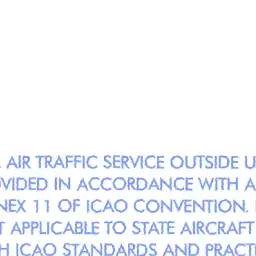 AIR TRAFFIC SERVICE OUTSIDE U
OVIDED IN ACCORDANCE WITH A
NEX 11 OF ICAO CONVENTION.
T APPLICABLE TO STATE AIRCRAFT
H ICAO STANDARDS AND PRACT